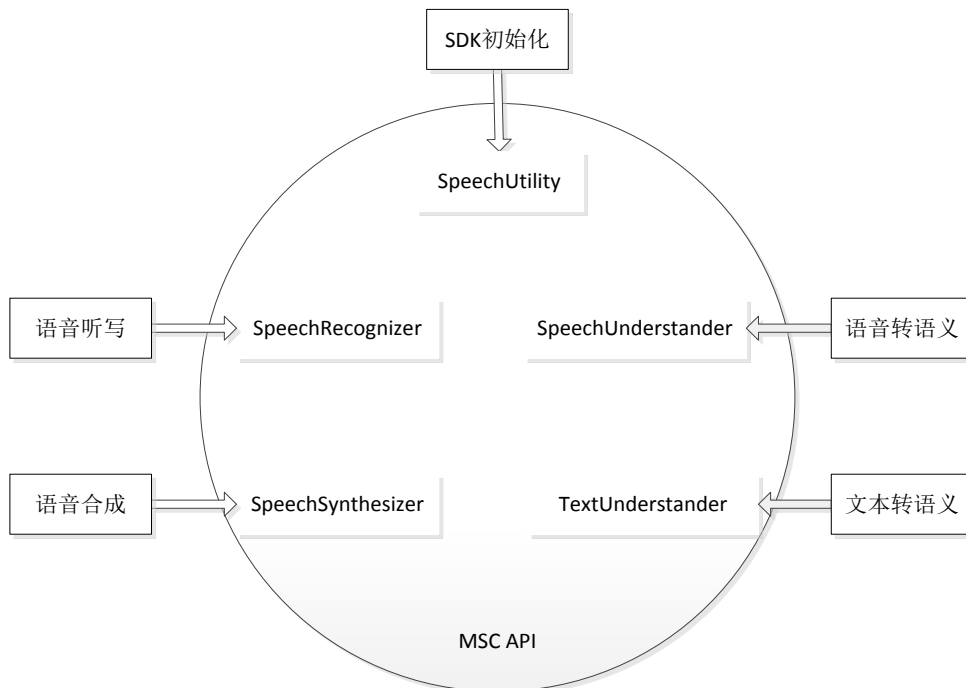 SDK初始化
SpeechUtility
语音听写
SpeechRecognizer
SpeechUnderstander
语音转语义
语音合成
SpeechSynthesizer
TextUnderstander
文本转语义
MSC API